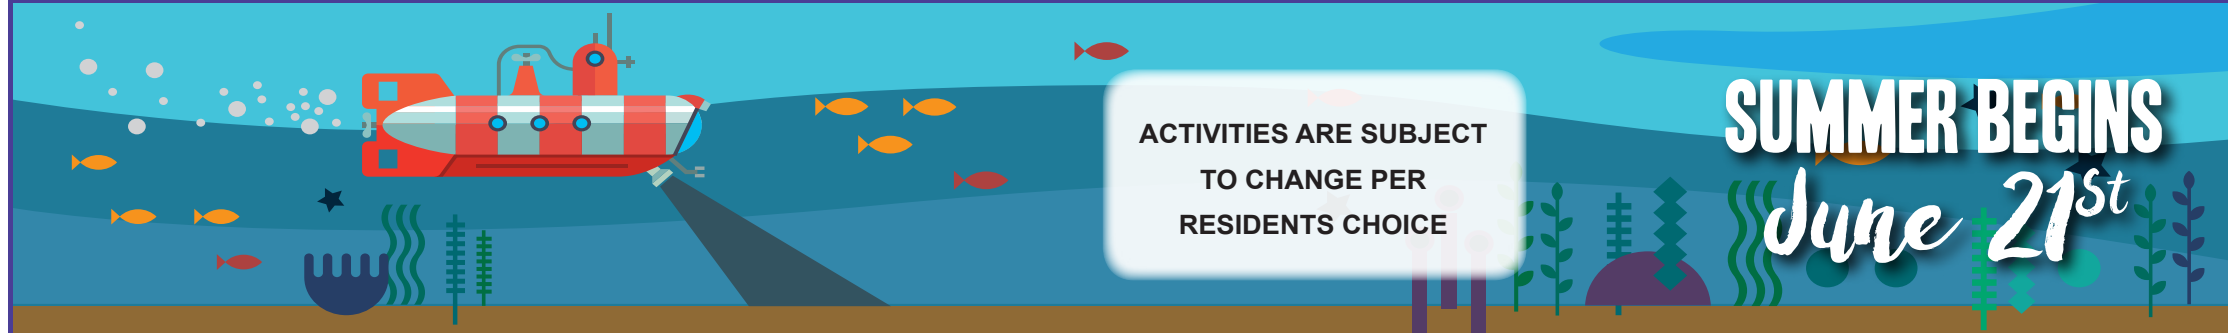 ACTIVITIES ARE SUBJECT
TO CHANGE PER
RESIDENTS CHOICE
SUMMER BEGINS
June 21st